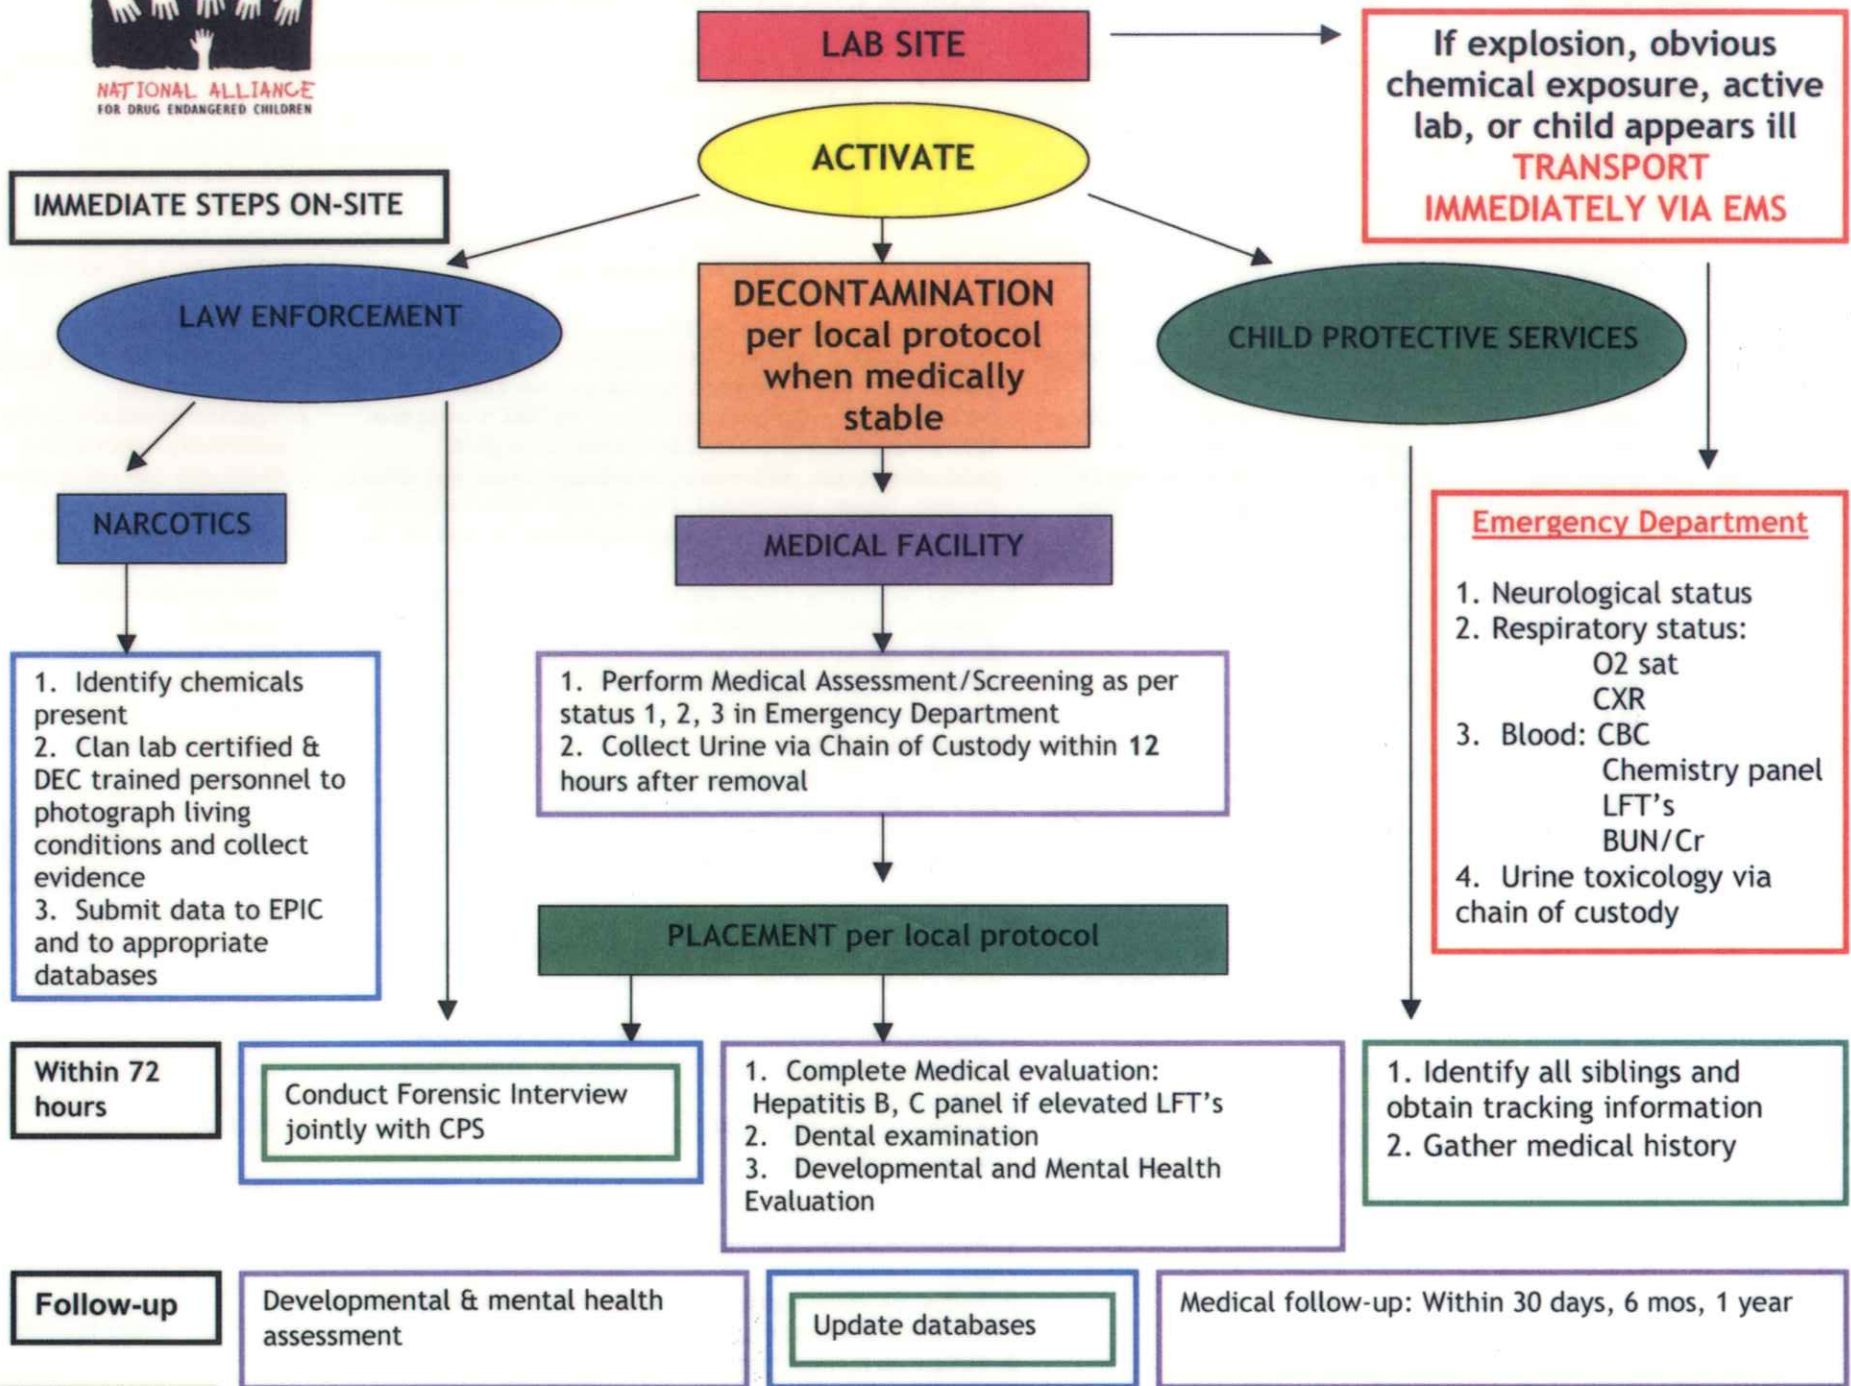 NATIONAL ALLIANCE
FOR DRUG ENDANGERED CHILDREN
LAB SITE
If explosion, obvious
chemical exposure, active
lab, or child appears ill
TRANSPORT
IMMEDIATELY VIA EMS
ACTIVATE
IMMEDIATE STEPS ON-SITE
LAW ENFORCEMENT
DECONTAMINATION
per local protocol
when medically
stable
CHILD PROTECTIVE SERVICES
NARCOTICS
MEDICAL FACILITY
Emergency Department
1. Neurological status
2. Respiratory status:
O2 sat
CXR
3. Blood: CBC
Chemistry panel
LFT's
BUN/Cr
4. Urine toxicology via
chain of custody
1. Identify chemicals
present
2. Clan lab certified &
DEC trained personnel to
photograph living
conditions and collect
evidence
3. Submit data to EPIC
and to appropriate
databases
1. Perform Medical Assessment/Screening as per
status 1, 2, 3 in Emergency Department
2. Collect Urine via Chain of Custody within 12
hours after removal
PLACEMENT per local protocol
Within 72
hours
Conduct Forensic Interview
jointly with CPS
1. Complete Medical evaluation:
Hepatitis B, C panel if elevated LFT's
2. Dental examination
3. Developmental and Mental Health
Evaluation
1. Identify all siblings and
obtain tracking information
2. Gather medical history
Follow-up
Developmental & mental health
assessment
Update databases
Medical follow-up: Within 30 days, 6 mos, 1 year